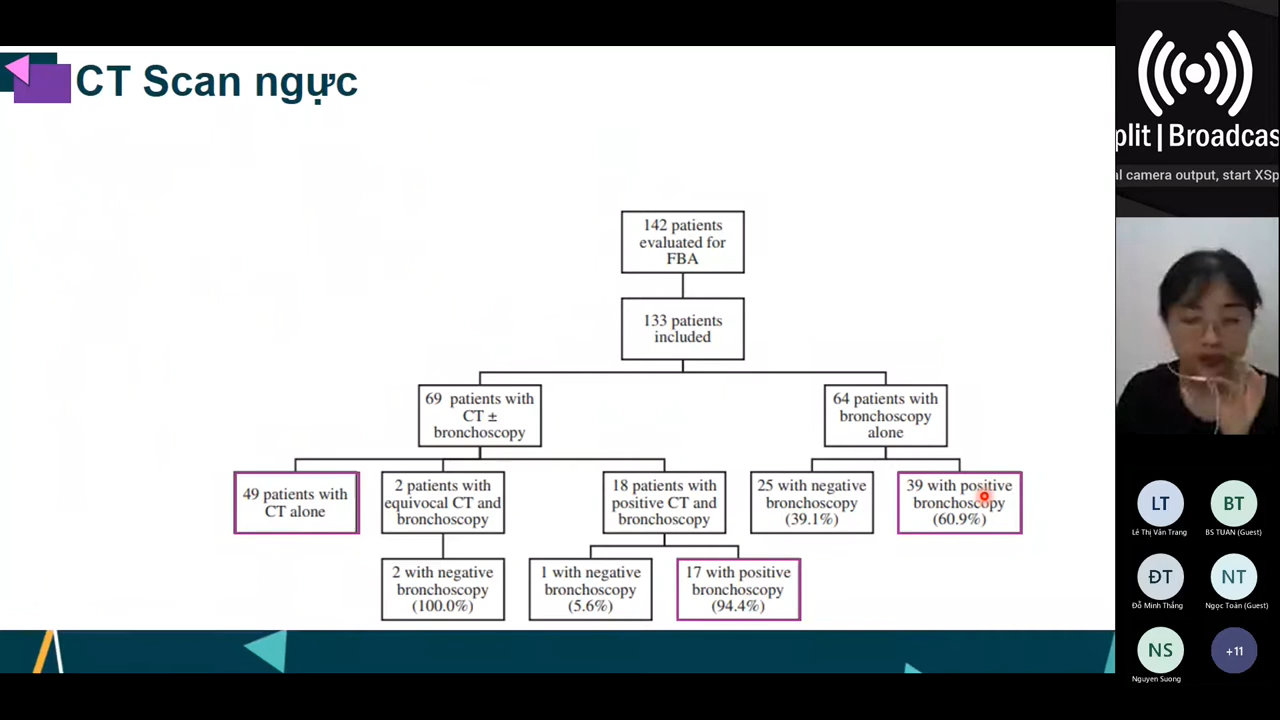 CT Scan ngực
142 patients
evaluated for
FBA
133 patients
included
69 patients with
CT ±
bronchoscopy
64 patients with
bronchoscopy
alone
49 patients with
CT alone
2 patients with
equivocal CT and
bronchoscopy
18 patients with
positive CT and
bronchoscopy
25 with negative
bronchoscopy
(39.1%)
39 with positive
bronchoscopy
(60.9%)
2 with negative
bronchoscopy
(100.0%)
1 with negative
bronchoscopy
(5.6%)
17 with positive
bronchoscopy
(94.4%)
plit | Broadcas
al camera output, start XSp
LT
Lê Thị Vân Trang
BT
BS TUAN (Guest)
ĐT
Đỗ Minh Thắng
NT
Ngọc Toàn (Guest)
NS
Nguyen Suong
+11